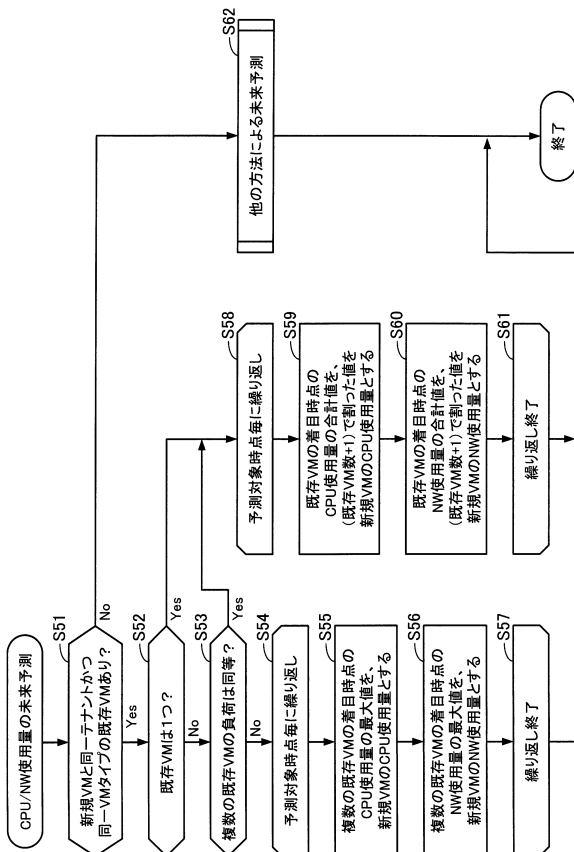 CPU/NW使用量の未来予測
S51
新規VMと同一テナントかつ
同一VMタイプの既存VMあり?
No
Yes
S52
既存VMは1つ?
Yes
No
S53
複数の既存VMの負荷は同等?
Yes
No
S54
予測対象時点毎に繰り返し
S55
複数の既存VMの着目時点の
CPU使用量の最大値を、
新規VMのCPU使用量とする
S56
複数の既存VMの着目時点の
NW使用量の最大値を、
新規VMのNW使用量とする
S57
繰り返し終了
S58
予測対象時点毎に繰り返し
S59
既存VMの着目時点の
CPU使用量の合計値を、
(既存VM数+1)で割った値を
新規VMのCPU使用量とする
S60
既存VMの着目時点の
NW使用量の合計値を、
(既存VM数+1)で割った値を
新規VMのNW使用量とする
S61
繰り返し終了
S62
他の方法による未来予測
終了